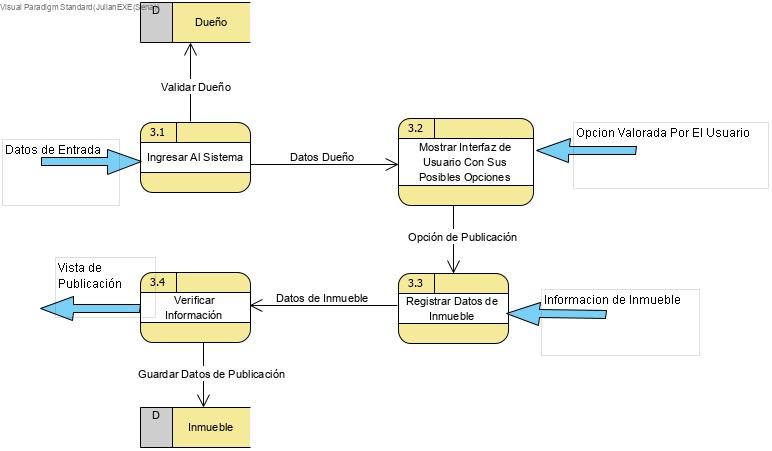 Visual Paradigm Standard(JulianEXE(Sena))
D
Dueño
Validar Dueño
3.1
Ingresar Al Sistema
Datos de Entrada
Datos Dueño
3.2
Mostrar Interfaz de
Usuario Con Sus
Posibles Opciones
Opcion Valorada Por El Usuario
Opción de Publicación
Vista de
Publicación
3.4
Verificar
Información
Datos de Inmueble
3.3
Registrar Datos de
Inmueble
Informacion de Inmueble
Guardar Datos de Publicación
D
Inmueble